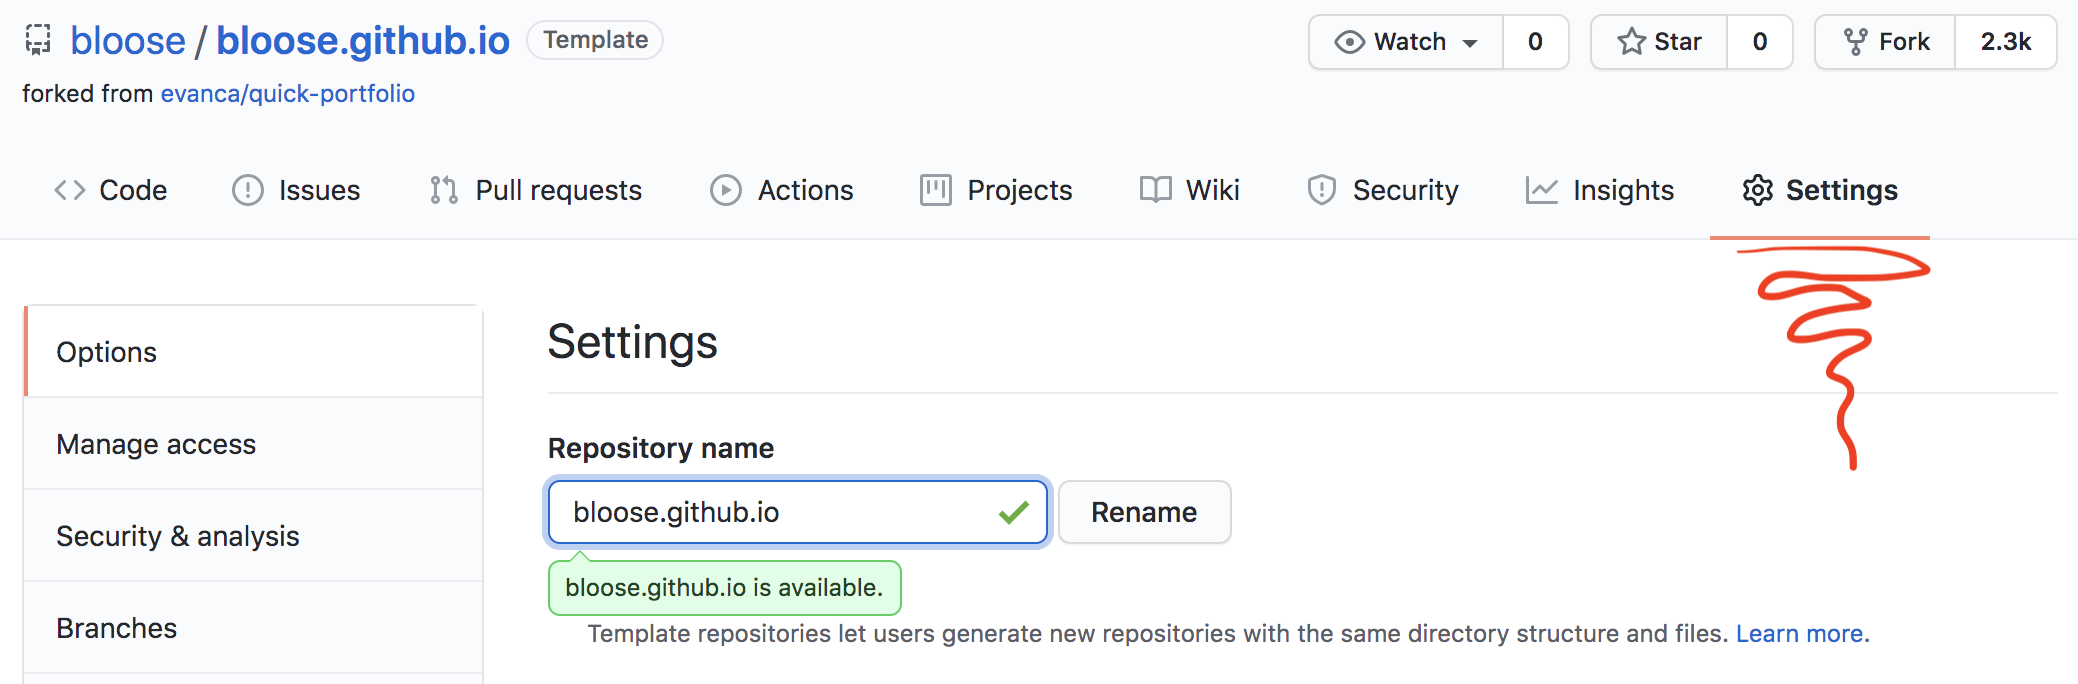 bloose / bloose.github.io Template Watch 0 Star 0 Fork 2.3k
forked from evanca/quick-portfolio
Code Issues Pull requests Actions Projects Wiki Security Insights Settings
Options
Manage access
Security & analysis
Branches
Settings
Repository name
bloose.github.io Rename
bloose.github.io is available.
Template repositories let users generate new repositories with the same directory structure and files. Learn more.